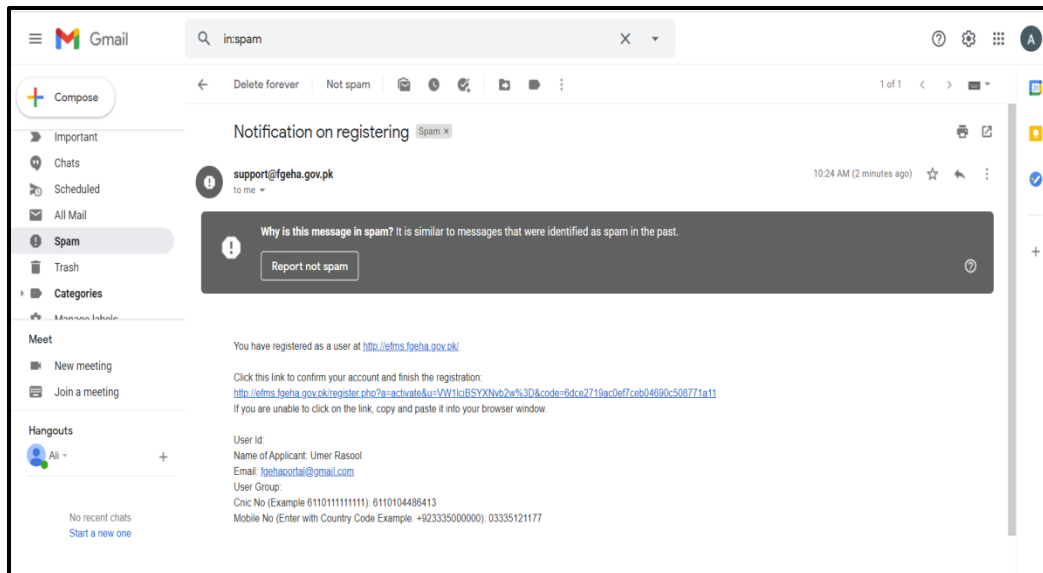 Gmail
in:spam
A
Compose
Delete forever
Not spam
1 of 1
Important
Chats
Scheduled
All Mail
Spam
Trash
Categories
Manage labels
Meet
New meeting
Join a meeting
Hangouts
Ali
No recent chats
Start a new one
Notification on registering Spam x
support@fgeha.gov.pk 10:24 AM (2 minutes ago)
to me
Why is this message in spam? It is similar to messages that were identified as spam in the past.
Report not spam
You have registered as a user at http://efms.fgeha.gov.pk/
Click this link to confirm your account and finish the registration:
http://efms.fgeha.gov.pk/register.php?a=activate&u=VW1lciBSYXNvb2w%3D&code=6dce2719ac0ef7ceb04690c508771a11
If you are unable to click on the link, copy and paste it into your browser window.
User Id:
Name of Applicant: Umer Rasool
Email: fgehaportal@gmail.com
User Group:
Cnic No (Example 6110111111111): 6110104486413
Mobile No (Enter with Country Code Example. +923335000000): 03335121177